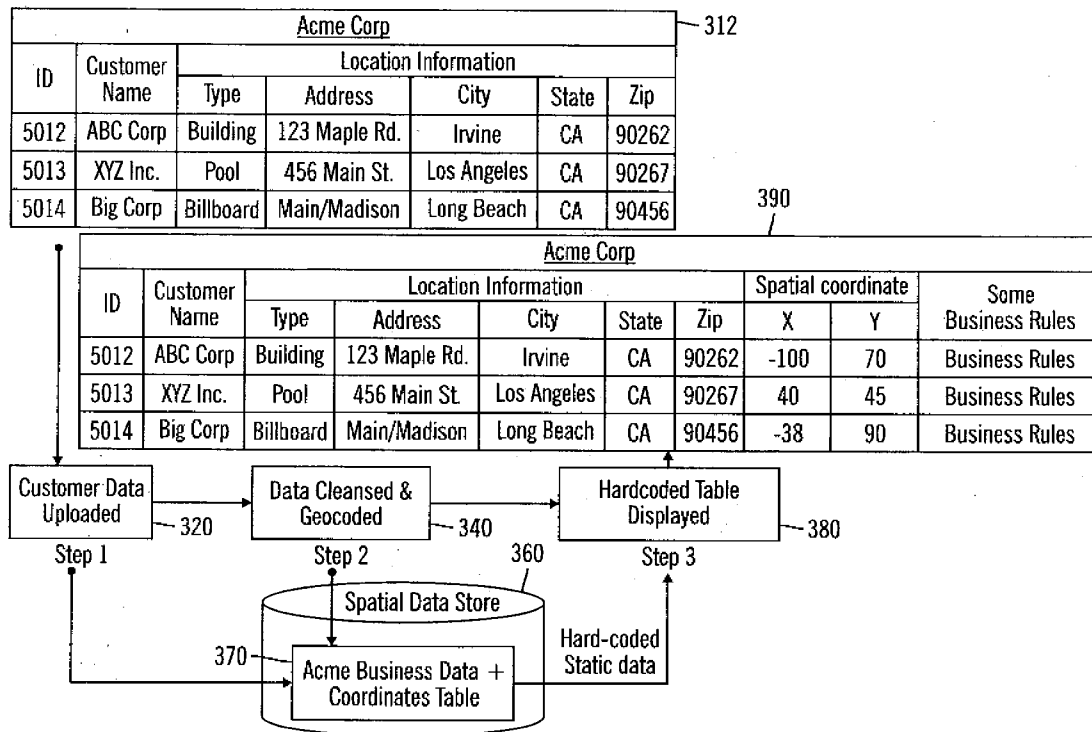 Acme Corp
312
ID Customer Name Location Information
Type Address City State Zip
5012 ABC Corp Building 123 Maple Rd. Irvine CA 90262
5013 XYZ Inc. Pool 456 Main St. Los Angeles CA 90267
5014 Big Corp Billboard Main/Madison Long Beach CA 90456
390
Acme Corp
ID Customer Name Location Information Spatial coordinate Some Business Rules
Type Address City State Zip X Y
5012 ABC Corp Building 123 Maple Rd. Irvine CA 90262 -100 70 Business Rules
5013 XYZ Inc. Pool 456 Main St. Los Angeles CA 90267 40 45 Business Rules
5014 Big Corp Billboard Main/Madison Long Beach CA 90456 -38 90 Business Rules
Customer Data
Uploaded
320
Step 1
Data Cleansed &
Geocoded
340
Step 2
Hardcoded Table
Displayed
380
Step 3
360
Spatial Data Store
370
Acme Business Data +
Coordinates Table
Hard-coded
Static data